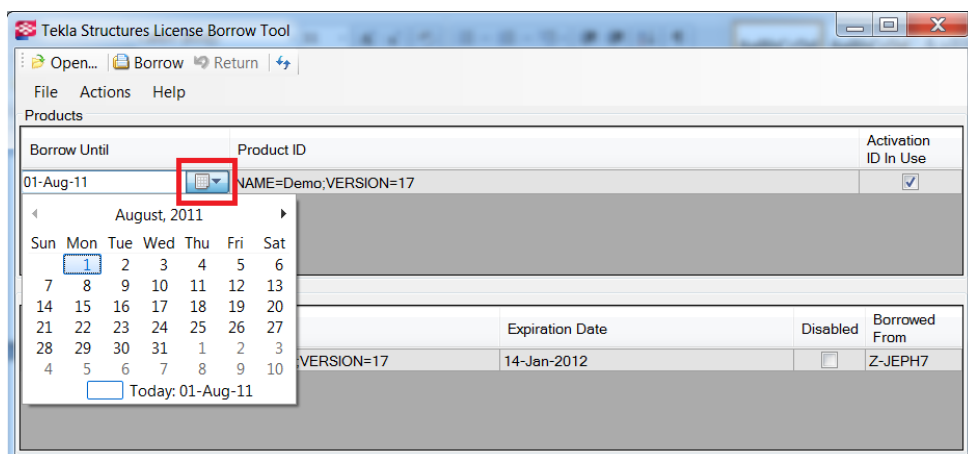 Tekla Structures License Borrow Tool
Open... Borrow Return
File Actions Help
Products
Borrow Until Product ID Activation ID In Use
01-Aug-11 NAME=Demo;VERSION=17
August, 2011
Sun Mon Tue Wed Thu Fri Sat
1 2 3 4 5 6
7 8 9 10 11 12 13
14 15 16 17 18 19 20
21 22 23 24 25 26 27
28 29 30 31 1 2 3
4 5 6 7 8 9 10
Today: 01-Aug-11
Expiration Date Disabled Borrowed From
;VERSION=17 14-Jan-2012 Z-JEPH7